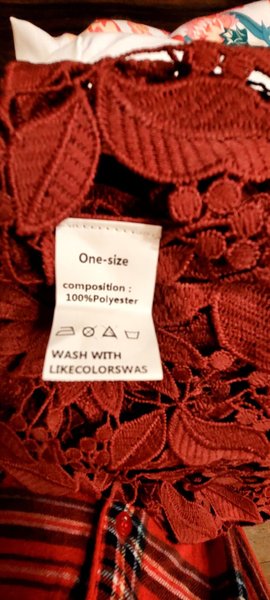 One-size
composition :
100%Polyester
WASH WITH
LIKECOLORSWAS